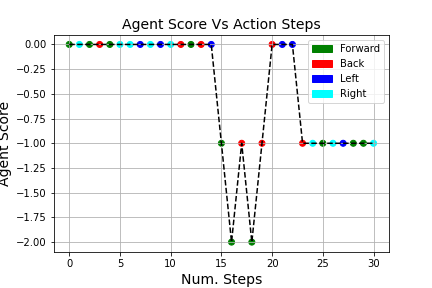 Agent Score Vs Action Steps
0.00
−0.25
−0.50
−0.75
−1.00
−1.25
−1.50
−1.75
−2.00
Agent Score
Forward
Back
Left
Right
0 5 10 15 20 25 30
Num. Steps